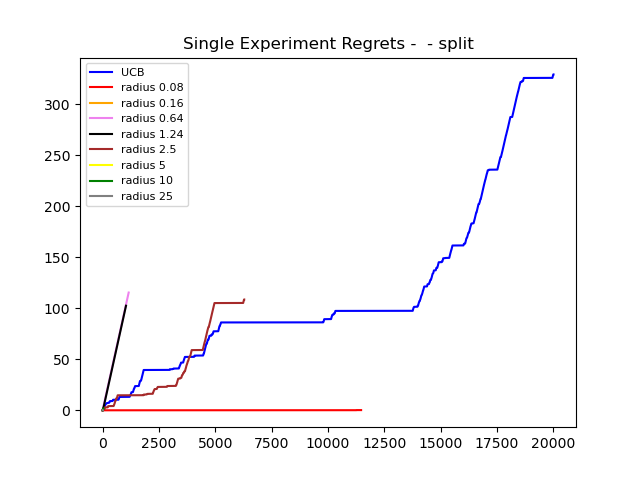 Single Experiment Regrets -  - split
UCB
radius 0.08
radius 0.16
radius 0.64
radius 1.24
radius 2.5
radius 5
radius 10
radius 25
300
250
200
150
100
50
0
0 2500 5000 7500 10000 12500 15000 17500 20000